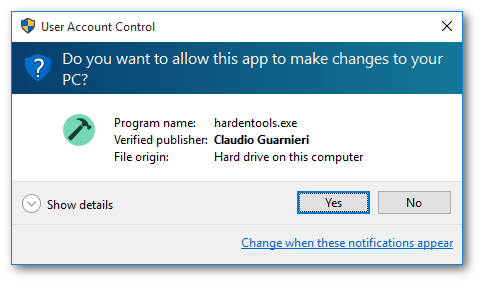 User Account Control
Do you want to allow this app to make changes to your
PC?
Program name: hardentools.exe
Verified publisher: Claudio Guarnieri
File origin: Hard drive on this computer
Show details
Yes
No
Change when these notifications appear